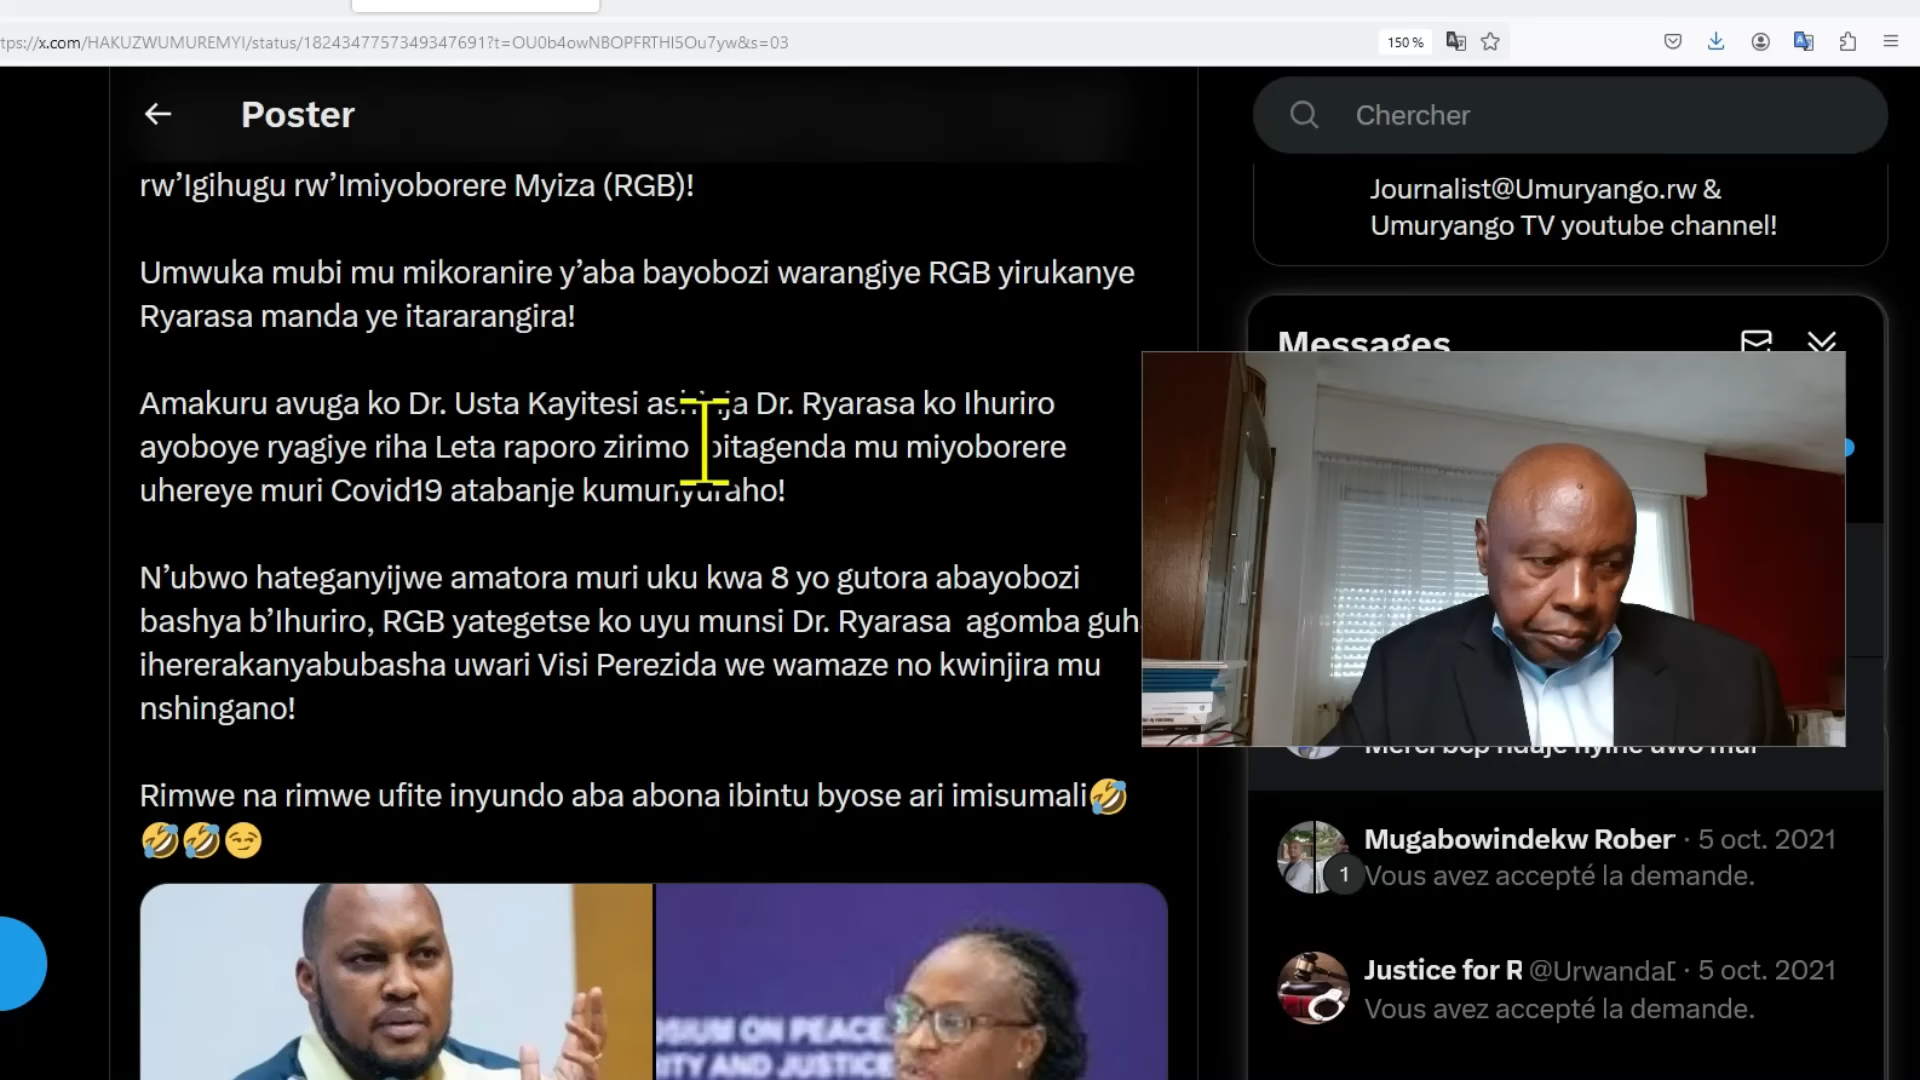 tps://x.com/HAKUZWUMUREMYI/status/1824347757349347691?t=OU0b4owNBOPFRTHI5Ou7yw&s=03
150 %
Poster
Chercher
rw’Igihugu rw’Imiyoborere Myiza (RGB)!
Journalist@Umuryango.rw &
Umuryango TV youtube channel!
Umwuka mubi mu mikoranire y’aba bayobozi warangiye RGB yirukanye
Ryarasa manda ye itararangira!
Messages
Amakuru avuga ko Dr. Usta Kayitesi Dr. Ryarasa ko Ihuriro
ayoboye ryagiye riha Leta raporo zirimo bitagenda mu miyoborere
uhereye muri Covid19 atabanje
N’ubwo hateganyijwe amatora muri uku kwa 8 yo gutora abayobozi
bashya b’Ihuriro, RGB yategetse ko uyu munsi Dr. Ryarasa agomba guh
ihererakanyabubasha uwari Visi Perezida we wamaze no kwinjira mu
nshingano!
Rimwe na rimwe ufite inyundo aba abona ibintu byose ari imisumali🤣
🤣🤣😏
Mugabowindekw Rober · 5 oct. 2021
1
Vous avez accepté la demande.
Justice for R @Urwanda[ · 5 oct. 2021
Vous avez accepté la demande.
OSIUM ON PEACE
RITY AND JUSTICE